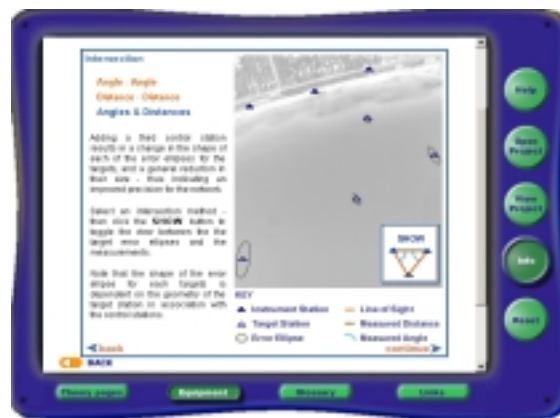 Intersection
Angle - Angle
Distance - Distance
Angles & Distances
Adding a third control station
results in a change in the shape of
each of the error ellipses for the
targets, and a general reduction in
their size - thus indicating an
improved precision for the network.
Select an intersection method -
then click the SHOW button to
toggle the view between the the
target error ellipses and the
measurements.
Note that the shape of the error
ellipse for each targets is
dependent on the geometry of the
target station in association with
the control stations.
back
SHOW
KEY
Instrument Station
Target Station
Error Ellipse
Line of Sight
Measured Distance
Measured Angle
continue
BACK
Help
Open
Project
View
Project
Info
Reset
Theory pages
Equipment
Glossary
Links